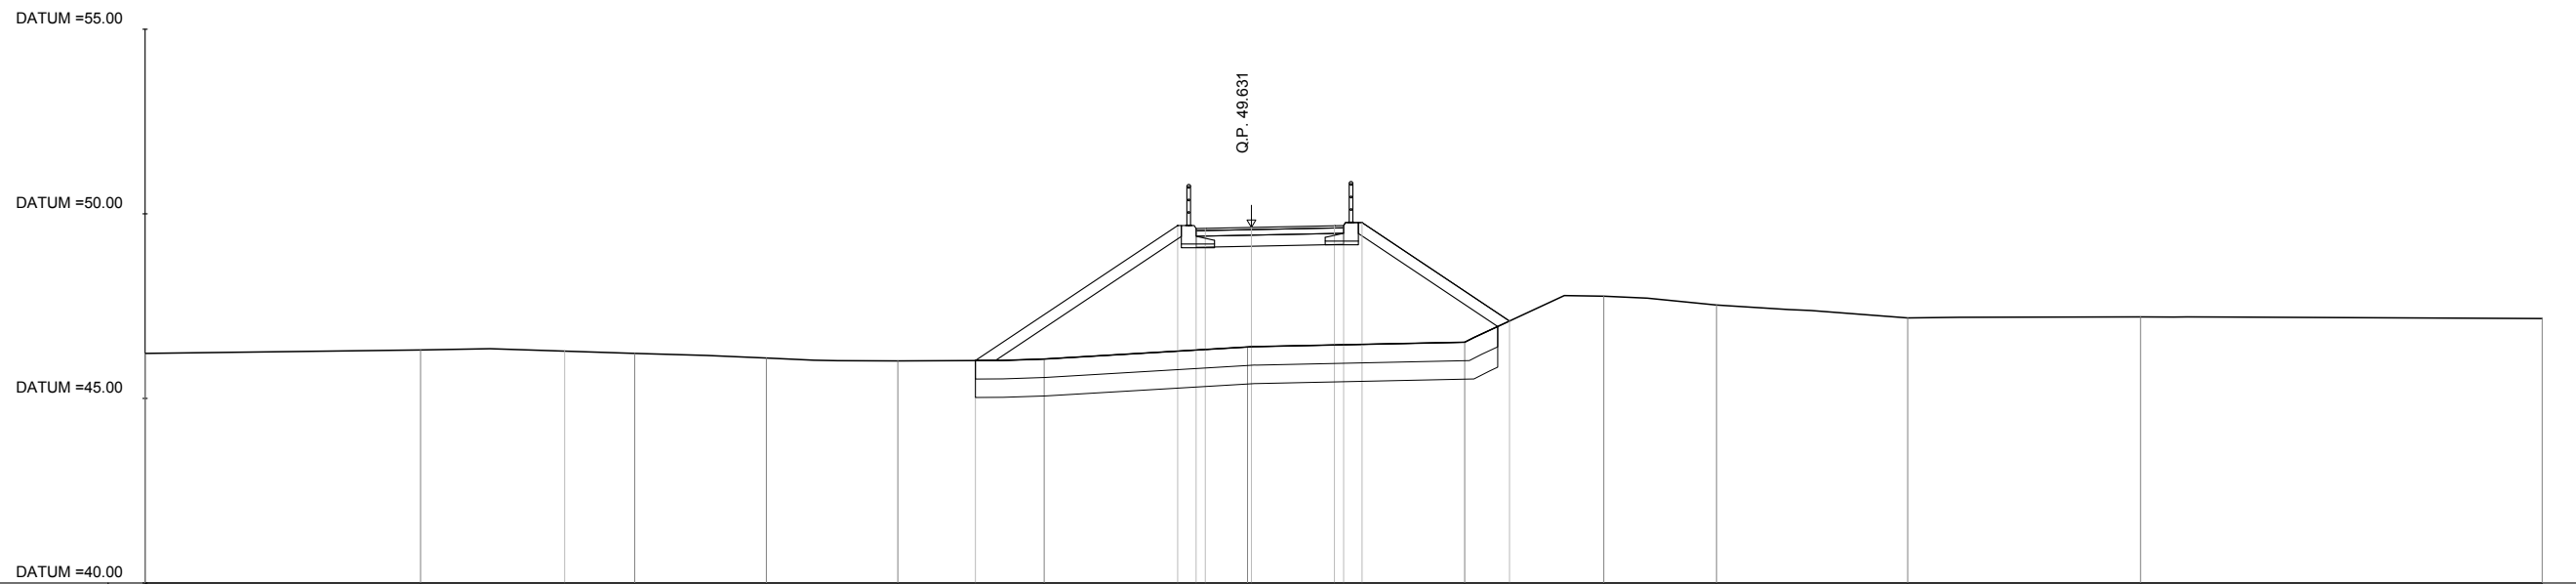 DATUM =55.00
Q.P. 49.631
DATUM =50.00
DATUM =45.00
DATUM =40.00